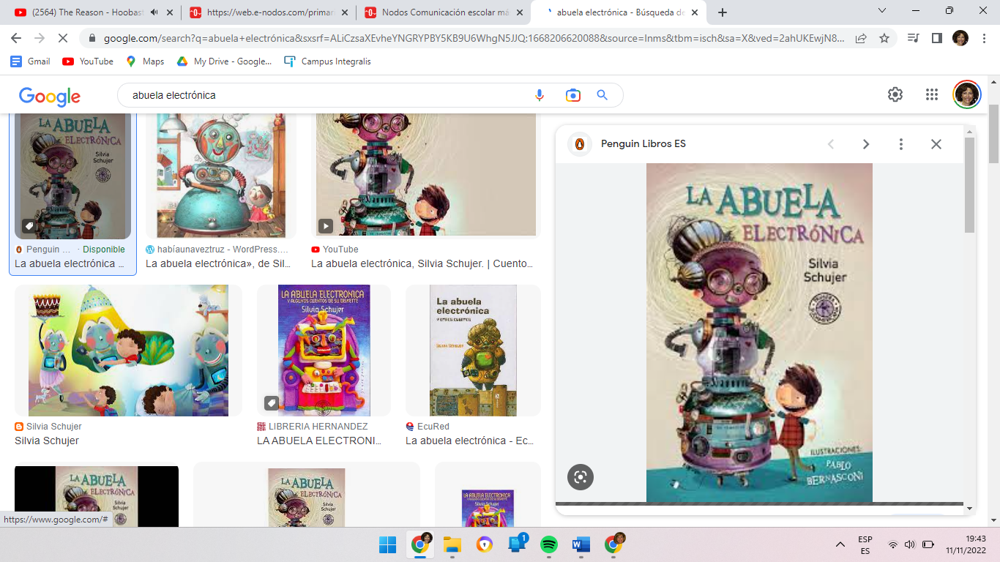 (2564) The Reason - Hoobast
https://web.e-nodos.com/primar
Nodos Comunicación escolar má
abuela electrónica - Búsqueda de
google.com/search?q=abuela+electrónica&sxsrf=ALiCzsaXEvheYNGRYPBY5KB9U6WhgN5JJQ:1668206620088&source=lnms&tbm=isch&sa=X&ved=2ahUKEwjN8...
Gmail
YouTube
Maps
My Drive - Google...
Campus Integralis
Google
abuela electrónica
LA ABUELA
ELECTRÓNICA
Silvia
Schujer
Penguin ... · Disponible
La abuela electrónica ...
habíaunaveztruz - WordPress....
La abuela electrónica», de Sil...
YouTube
La abuela electrónica, Silvia Schujer. | Cuento...
Silvia Schujer
Silvia Schujer
LA ABUELA ELECTRONICA
Y ALGUNOS CUENTOS DE SU DISKETTE
Silvia Schujer
LIBRERIA HERNANDEZ
LA ABUELA ELECTRONI...
La abuela
electrónica
Silvia Schujer
EcuRed
La abuela electrónica - Ec...
LA ABUELA
ELECTRÓNICA
Silvia
Schujer
LA ABUELA
ELECTRÓNICA
Silvia
Schujer
LA ABUELA ELECTRONICA
Silvia Schujer
Penguin Libros ES
LA ABUELA
ELECTRÓNICA
Silvia
Schujer
ILUSTRACIONES:
PABLO
BERNASCONI
https://www.google.com/#
1
ESP
ES
19:43
11/11/2022